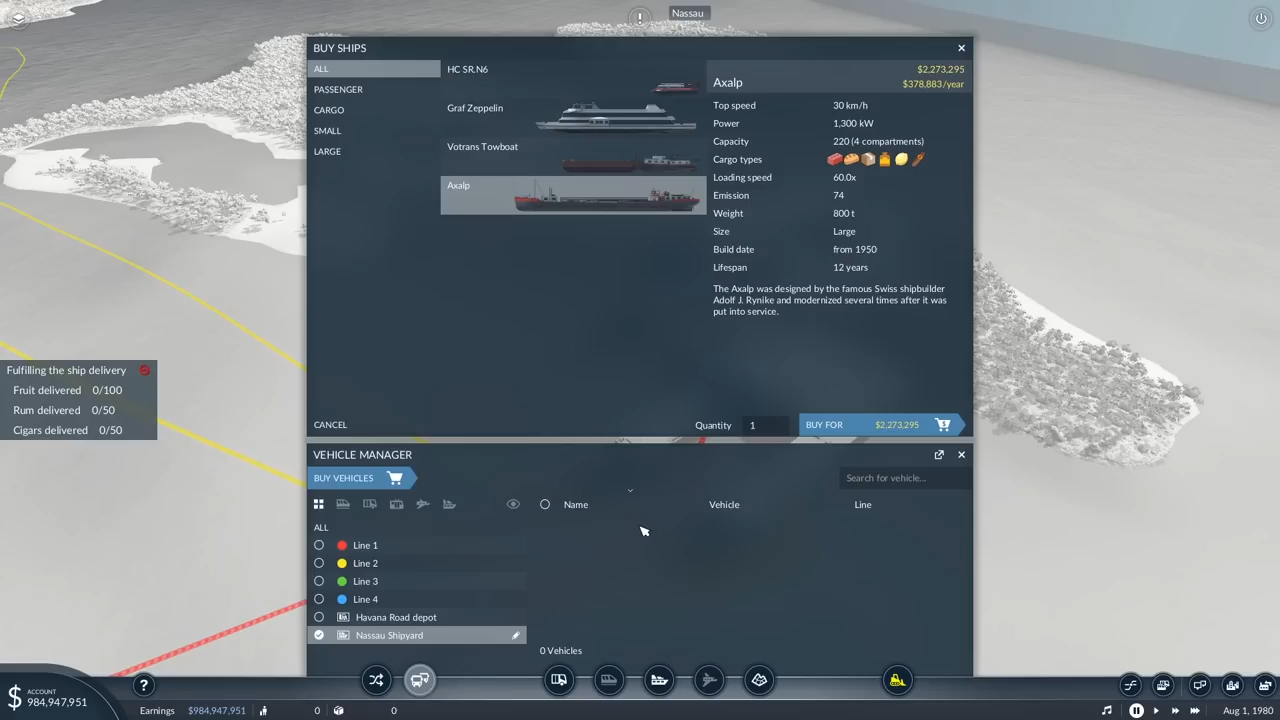 Nassau
BUY SHIPS
ALL
PASSENGER
CARGO
SMALL
LARGE
HC SR.N6
Graf Zeppelin
Votrans Towboat
Axalp
$2,273,295
Axalp
$378,883/year
Top speed 30 km/h
Power 1,300 kW
Capacity 220 (4 compartments)
Cargo types
Loading speed 60.0x
Emission 74
Weight 800 t
Size Large
Build date from 1950
Lifespan 12 years
The Axalp was designed by the famous Swiss shipbuilder
Adolf J. Rynike and modernized several times after it was
put into service.
CANCEL
Quantity 1
BUY FOR $2,273,295
Fulfilling the ship delivery
Fruit delivered 0/100
Rum delivered 0/50
Cigars delivered 0/50
VEHICLE MANAGER
BUY VEHICLES
Search for vehicle...
Name Vehicle Line
ALL
Line 1
Line 2
Line 3
Line 4
Havana Road depot
Nassau Shipyard
0 Vehicles
$ ACCOUNT
984,947,951
?
Earnings $984,947,951 0 0
Aug 1, 1980